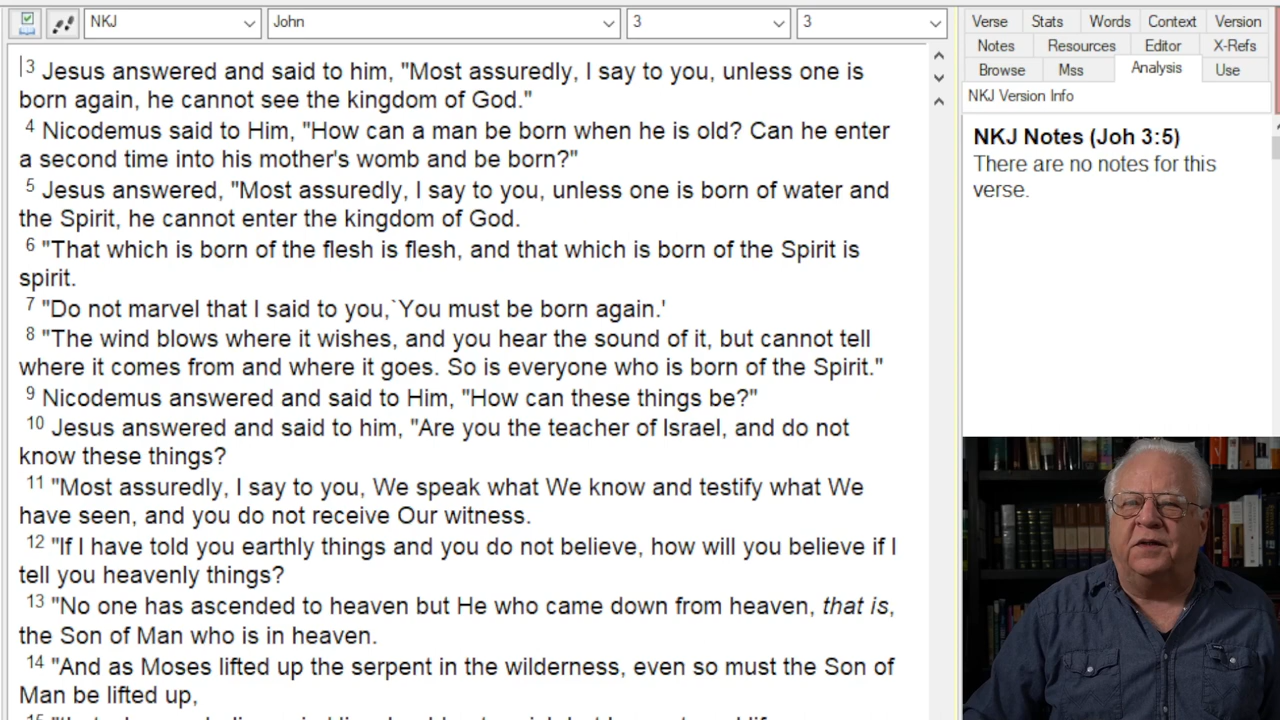 NKJ John 3 3
3 Jesus answered and said to him, "Most assuredly, I say to you, unless one is
born again, he cannot see the kingdom of God."
4 Nicodemus said to Him, "How can a man be born when he is old? Can he enter
a second time into his mother's womb and be born?"
5 Jesus answered, "Most assuredly, I say to you, unless one is born of water and
the Spirit, he cannot enter the kingdom of God.
6 "That which is born of the flesh is flesh, and that which is born of the Spirit is
spirit.
7 "Do not marvel that I said to you,`You must be born again.'
8 "The wind blows where it wishes, and you hear the sound of it, but cannot tell
where it comes from and where it goes. So is everyone who is born of the Spirit."
9 Nicodemus answered and said to Him, "How can these things be?"
10 Jesus answered and said to him, "Are you the teacher of Israel, and do not
know these things?
11 "Most assuredly, I say to you, We speak what We know and testify what We
have seen, and you do not receive Our witness.
12 "If I have told you earthly things and you do not believe, how will you believe if I
tell you heavenly things?
13 "No one has ascended to heaven but He who came down from heaven, that is,
the Son of Man who is in heaven.
14 "And as Moses lifted up the serpent in the wilderness, even so must the Son of
Man be lifted up,
Verse Stats Words Context Version
Notes Resources Editor X-Refs
Browse Mss Analysis Use
NKJ Version Info
NKJ Notes (Joh 3:5)
There are no notes for this
verse.